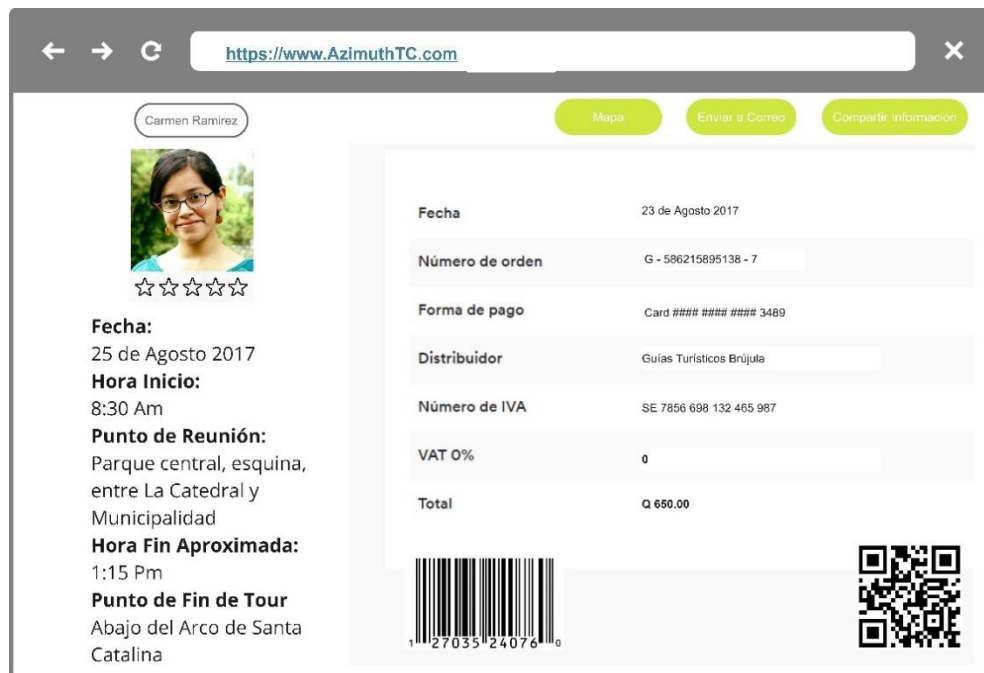 https://www.AzimuthTC.com
Carmen Ramirez
Mapa
Enviar a Correo
Compartir informacion
Fecha:
25 de Agosto 2017
Hora Inicio:
8:30 Am
Punto de Reunión:
Parque central, esquina,
entre La Catedral y
Municipalidad
Hora Fin Aproximada:
1:15 Pm
Punto de Fin de Tour
Abajo del Arco de Santa
Catalina
Fecha 23 de Agosto 2017
Número de orden G - 586215895138 - 7
Forma de pago Card #### #### #### 3489
Distribuidor Guías Turísticos Brújula
Número de IVA SE 7856 698 132 465 987
VAT 0% 0
Total Q 650.00
1 27035 24076 0